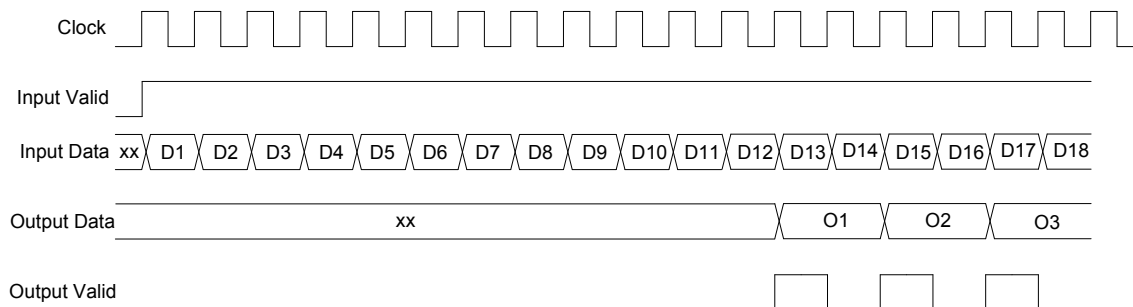 Clock
Input Valid
Input Data xx D1 D2 D3 D4 D5 D6 D7 D8 D9 D10 D11 D12 D13 D14 D15 D16 D17 D18
Output Data xx O1 O2 O3
Output Valid